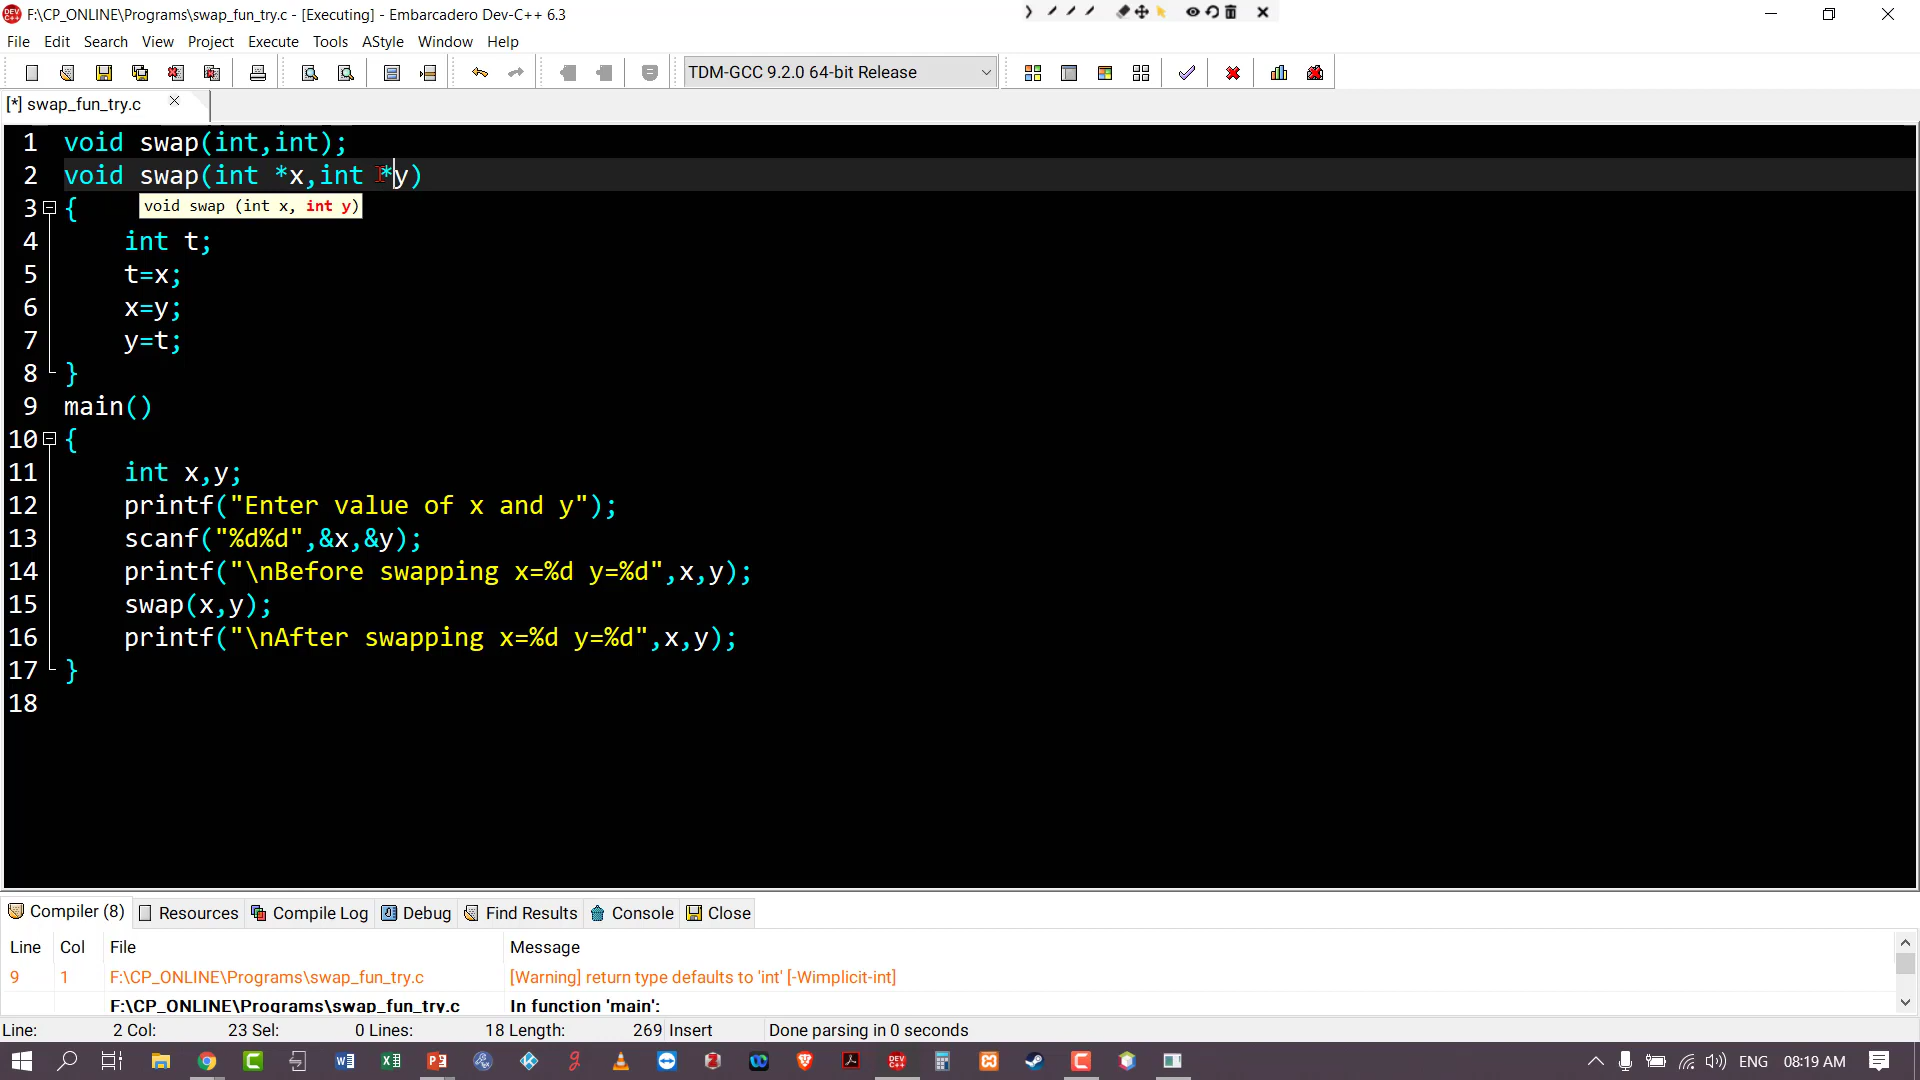 F:\CP_ONLINE\Programs\swap_fun_try.c - [Executing] - Embarcadero Dev-C++ 6.3
File Edit Search View Project Execute Tools AStyle Window Help
TDM-GCC 9.2.0 64-bit Release
[*] swap_fun_try.c
1 void swap(int,int);
2 void swap(int *x,int *y)
void swap (int x, int y)
3 {
4 int t;
5 t=x;
6 x=y;
7 y=t;
8 }
9 main()
10 {
11 int x,y;
12 printf("Enter value of x and y");
13 scanf("%d%d",&x,&y);
14 printf("\nBefore swapping x=%d y=%d",x,y);
15 swap(x,y);
16 printf("\nAfter swapping x=%d y=%d",x,y);
17 }
18
Compiler (8) Resources Compile Log Debug Find Results Console Close
Line Col File Message
9 1 F:\CP_ONLINE\Programs\swap_fun_try.c [Warning] return type defaults to 'int' [-Wimplicit-int]
F:\CP_ONLINE\Programs\swap_fun_try.c In function 'main':
Line: 2 Col: 23 Sel: 0 Lines: 18 Length: 269 Insert Done parsing in 0 seconds
ENG 08:19 AM